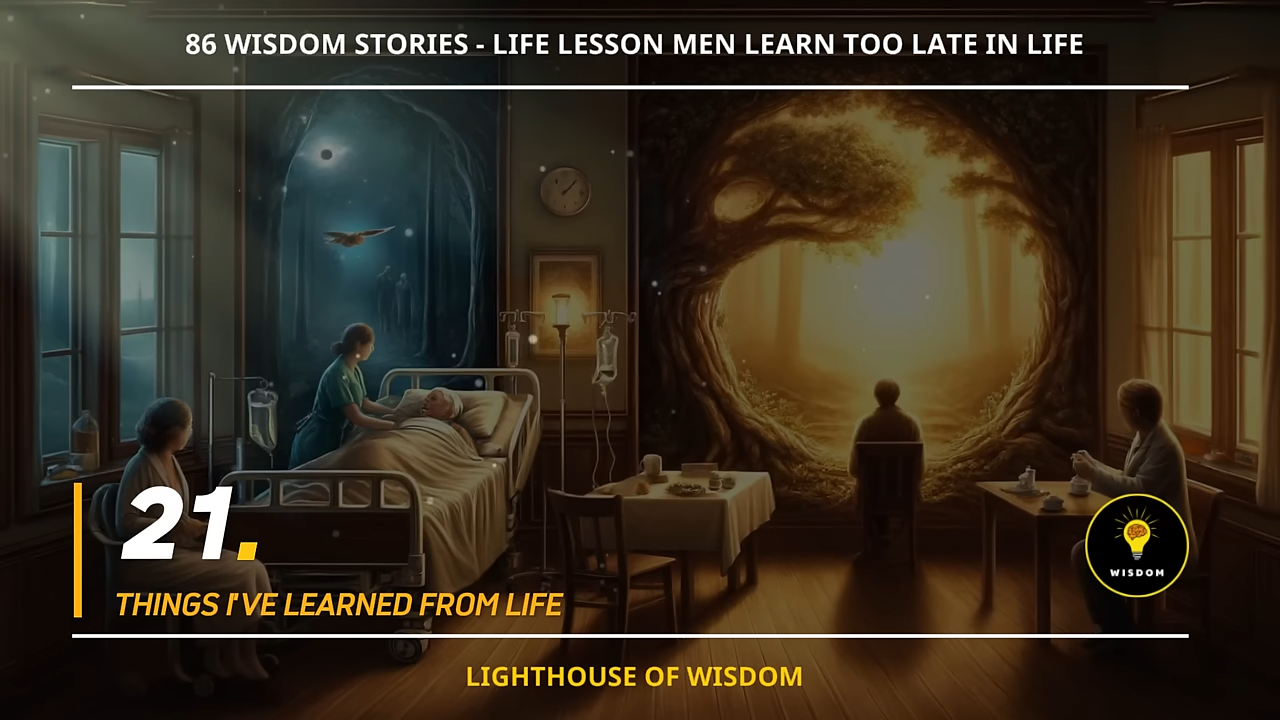 86 WISDOM STORIES - LIFE LESSON MEN LEARN TOO LATE IN LIFE
21.
THINGS I'VE LEARNED FROM LIFE
WISDOM
LIGHTHOUSE OF WISDOM